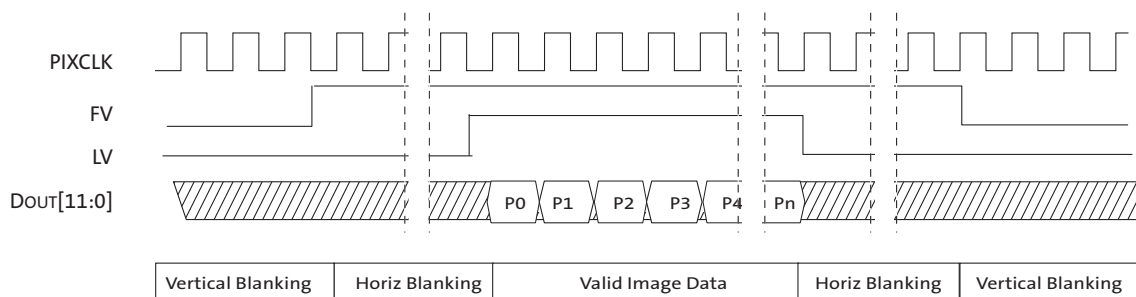 PIXCLK
FV
LV
DOUT[11:0]
P0 P1 P2 P3 P4 Pn
Vertical Blanking Horiz Blanking Valid Image Data Horiz Blanking Vertical Blanking